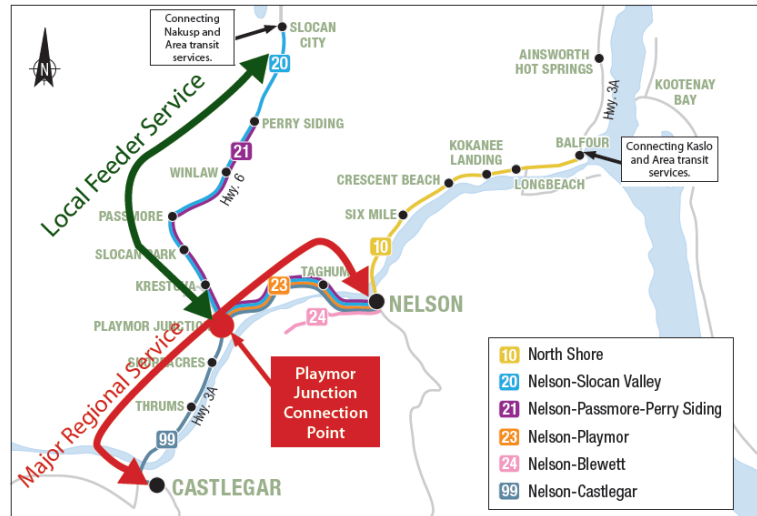 Connecting
Nakusp and
Area transit
services.
SLOCAN
CITY
20
PERRY SIDING
21
WINLAW
Hwy. 6
PASSMORE
SLOCAN PARK
KRESTOVA
Local Feeder Service
N
AINSWORTH
HOT SPRINGS
Hwy. 3A
KOOTENAY
BAY
BALFOUR
Connecting Kaslo
and Area transit
services.
KOKANEE
LANDING
LONGBEACH
CRESCENT BEACH
SIX MILE
10
TAGHUM
23
NELSON
24
PLAYMOR JUNCTION
Major Regional Service
SHOREACRES
THRUMS
Hwy. 3A
99
CASTLEGAR
Playmor
Junction
Connection
Point
10 North Shore
20 Nelson-Slocan Valley
21 Nelson-Passmore-Perry Siding
23 Nelson-Playmor
24 Nelson-Blewett
99 Nelson-Castlegar